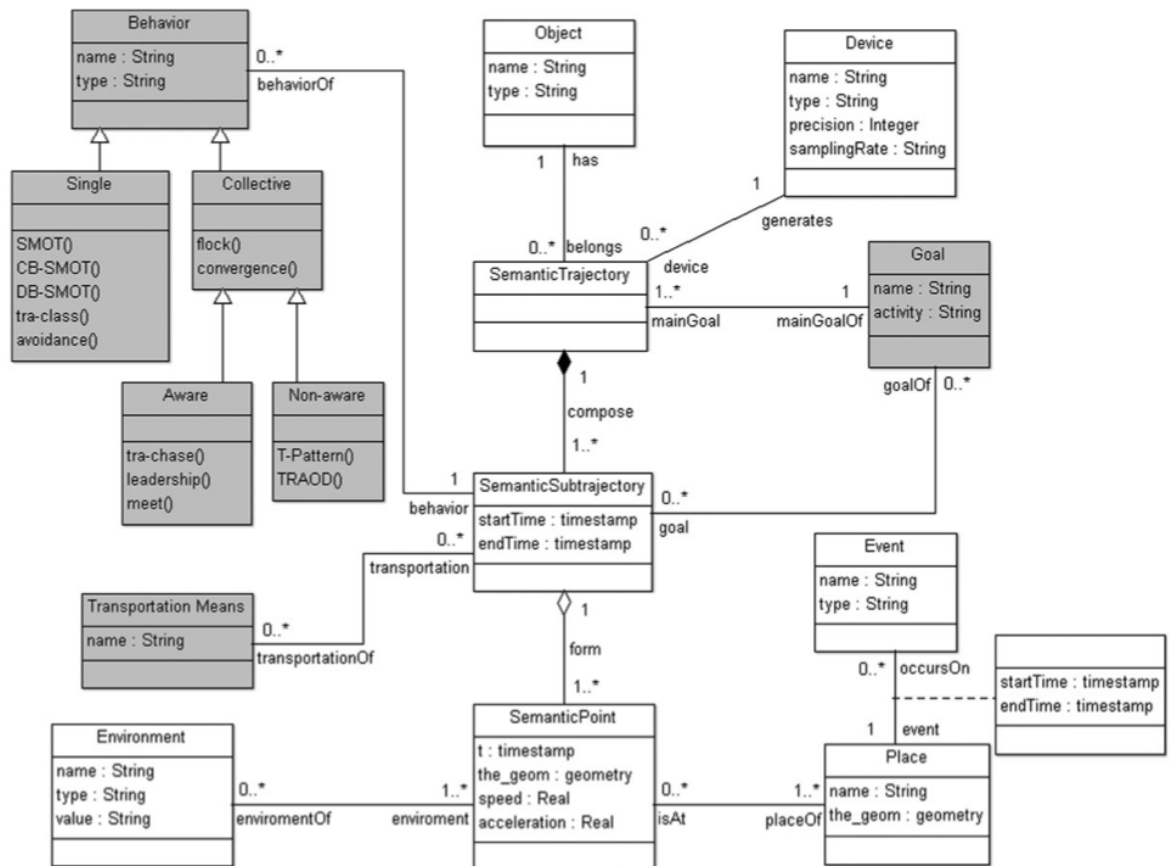 Behavior
name : String
type : String
0..*
behaviorOf
Object
name : String
type : String
Device
name : String
type : String
precision : Integer
samplingRate : String
1
has
1
generates
Single
SMOT()
CB-SMOT()
DB-SMOT()
tra-class()
avoidance()
Collective
flock()
convergence()
0..*
belongs
0..*
device
SemanticTrajectory
1..*
mainGoal
1
mainGoalOf
Goal
name : String
activity : String
goalOf
0..*
1
compose
1..*
Aware
tra-chase()
leadership()
meet()
Non-aware
T-Pattern()
TRAOD()
1
behavior
SemanticSubtrajectory
startTime : timestamp
endTime : timestamp
0..*
goal
0..*
transportation
Transportation Means
name : String
0..*
transportationOf
1
form
1..*
Event
name : String
type : String
0..*
occursOn
startTime : timestamp
endTime : timestamp
1
event
Environment
name : String
type : String
value : String
0..*
enviromentOf
1..*
enviroment
SemanticPoint
t : timestamp
the_geom : geometry
speed : Real
acceleration : Real
0..*
isAt
1..*
placeOf
Place
name : String
the_geom : geometry